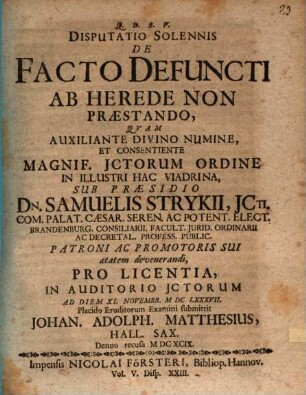 Q. D. B. V.
DISPUTATIO SOLENNIS
DE
FACTO DEFUNCTI
AB HEREDE NON
PRÆSTANDO,
QVAM
AUXILIANTE DIVINO NUMINE,
ET CONSENTIENTE
MAGNIF. JCTORUM ORDINE
IN ILLUSTRI HAC VIADRINA,
SUB PRÆSIDIO
DN. SAMUELIS STRYKII, JCTI.
COM. PALAT. CÆSAR. SEREN. AC POTENT. ELECT.
BRANDENBURG. CONSILIARII, FACULT. JURID. ORDINARII
AC DECRETAL. PROFESS. PUBLIC.
PATRONI AC PROMOTORIS SUI
ætatem devenerandi,
PRO LICENTIA,
IN AUDITORIO JCTORUM
AD DIEM XI. NOVEMBR. M DC LXXXVII.
Placido Eruditorum Examini submittit
JOHAN. ADOLPH. MATTHESIUS,
HALL. SAX.
Denuo recusa M DC XCIX.
Impensis NICOLAI FÖRSTERI, Bibliop. Hannov.
Vol. V. Disp. XXIII.